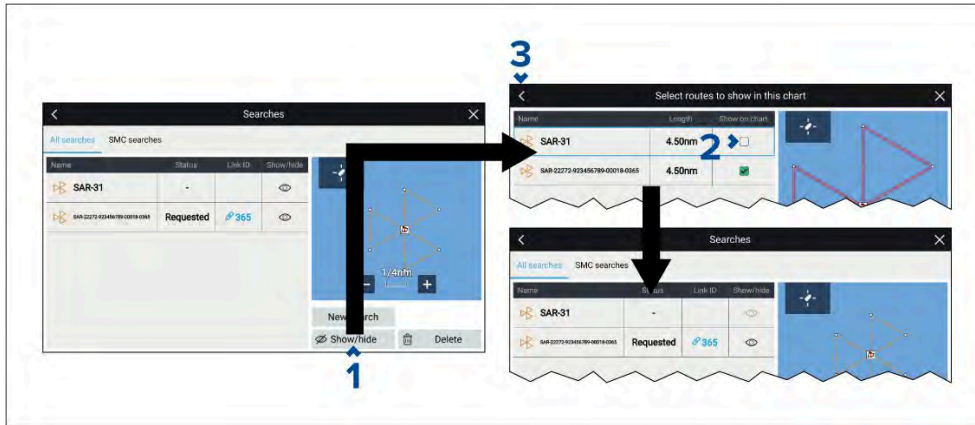 Searches
All searches SMC searches
Name Status Link ID Show/hide
SAR-31 -
SAR-22272-923456789-00018-0365 Requested 365
1/4nm
New
Show/hide Delete
1
3
Select routes to show in this chart
Name Length Show on chart
SAR-31 4.50nm
2
SAR-22272-923456789-00018-0365 4.50nm
Searches
All searches SMC searches
Name Status Link ID Show/hide
SAR-31 -
SAR-22272-923456789-00018-0365 Requested 365